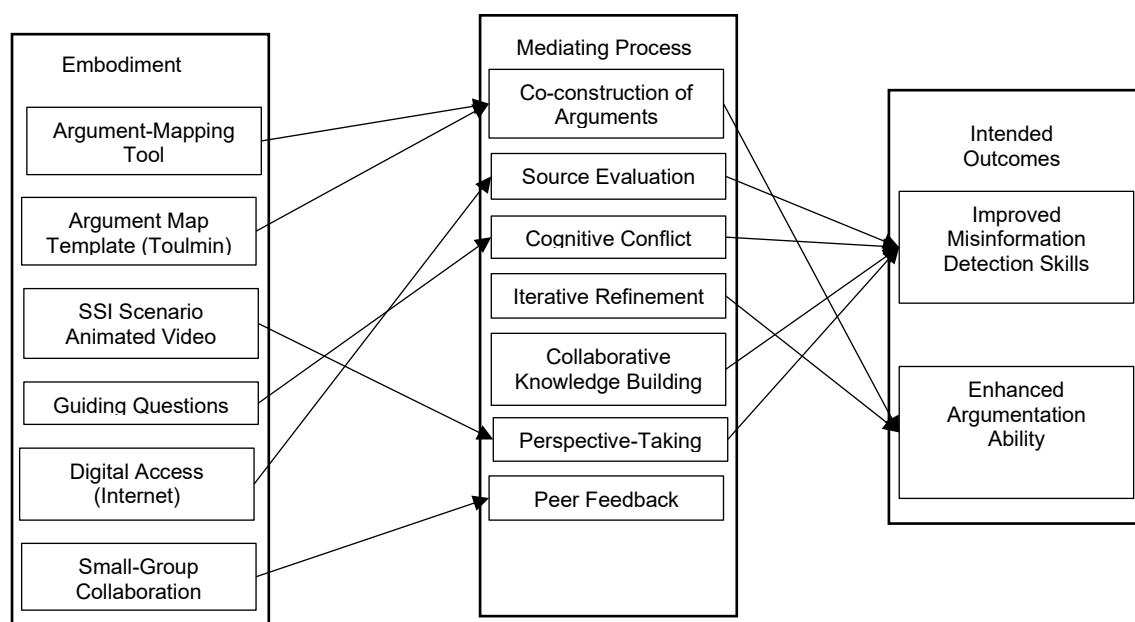 Embodiment
Argument-Mapping
Tool
Argument Map
Template (Toulmin)
SSI Scenario
Animated Video
Guiding Questions
Digital Access
(Internet)
Small-Group
Collaboration
Mediating Process
Co-construction of
Arguments
Source Evaluation
Cognitive Conflict
Iterative Refinement
Collaborative
Knowledge Building
Perspective-Taking
Peer Feedback
Intended
Outcomes
Improved
Misinformation
Detection Skills
Enhanced
Argumentation
Ability